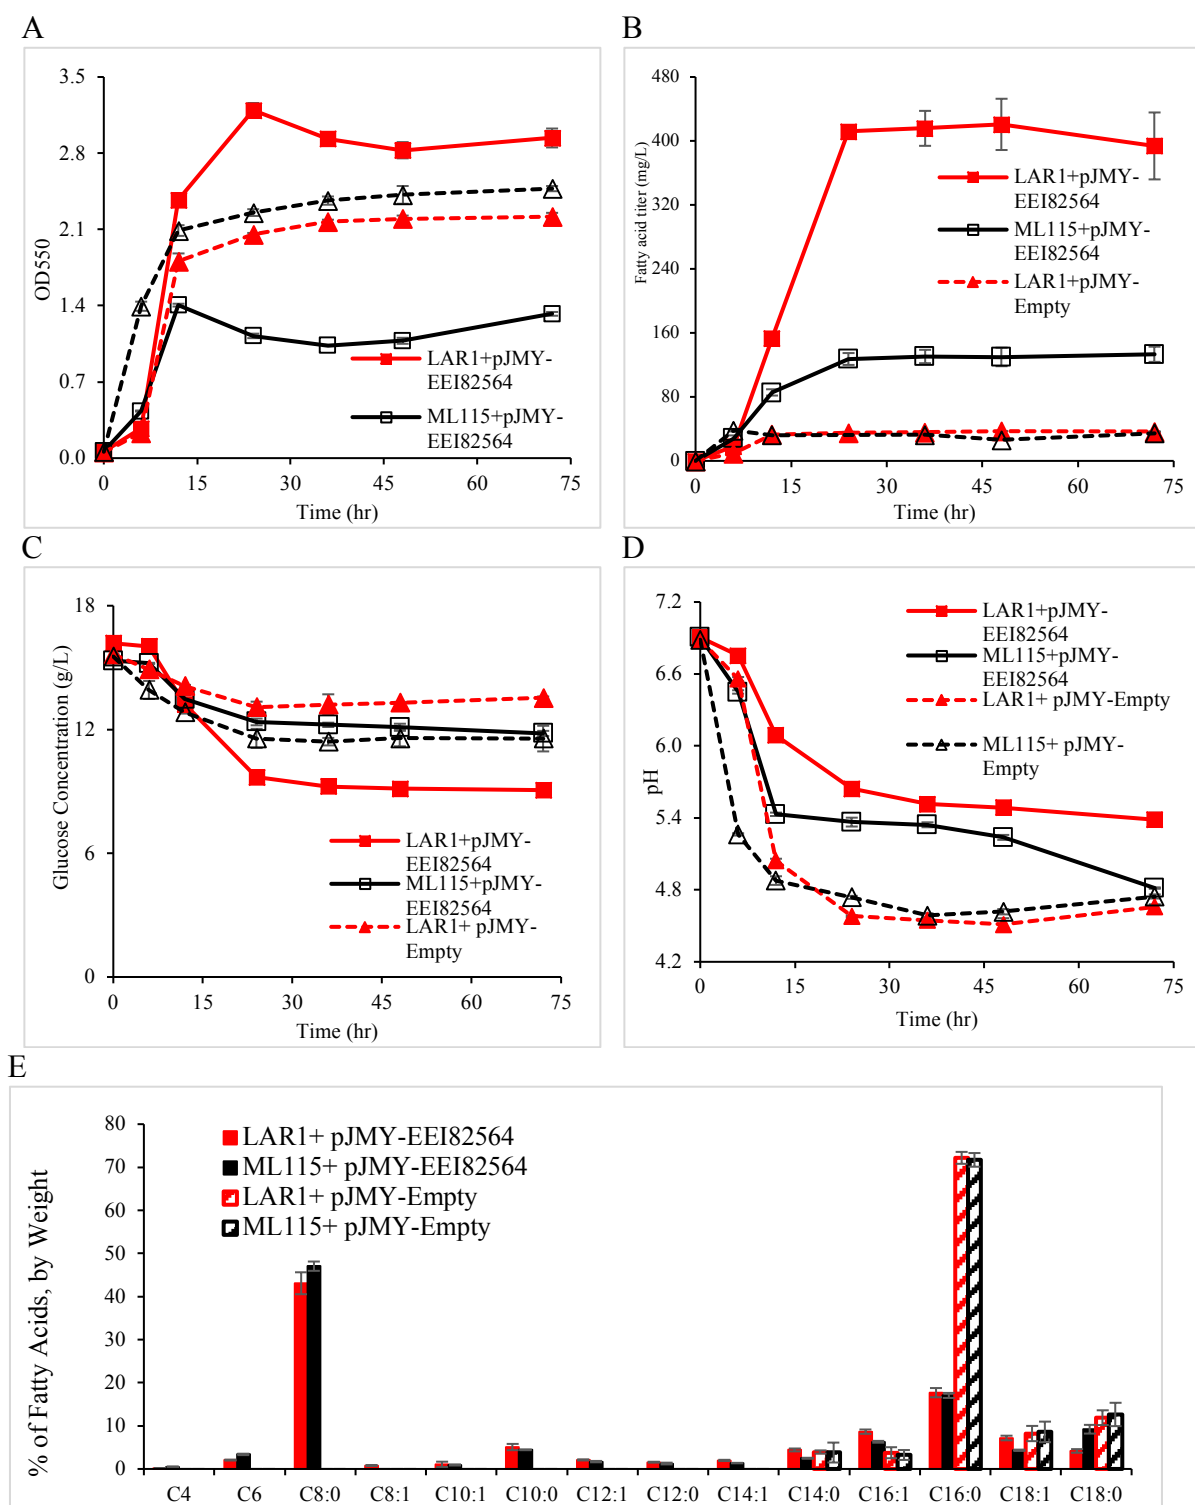 A
3.5
2.8
2.1
1.4
0.7
0.0
OD550
0 15 30 45 60 75
Time (hr)
LAR1+pJMY-
EEI82564
ML115+pJMY-
EEI82564
B
480
400
320
240
160
80
0
Fatty acid titer (mg/L)
0 15 30 45 60 75
Time (hr)
LAR1+pJMY-
EEI82564
ML115+pJMY-
EEI82564
LAR1+pJMY-
Empty
C
18
12
6
0
Glucose Concentration (g/L)
0 15 30 45 60 75
Time (hr)
LAR1+pJMY-
EEI82564
ML115+pJMY-
EEI82564
LAR1+ pJMY-
Empty
D
7.2
6.6
6.0
5.4
4.8
4.2
pH
0 15 30 45 60 75
Time (hr)
LAR1+pJMY-
EEI82564
ML115+pJMY-
EEI82564
LAR1+ pJMY-Empty
ML115+ pJMY-
Empty
E
80
70
60
50
40
30
20
10
0
% of Fatty Acids, by Weight
LAR1+ pJMY-EEI82564
ML115+ pJMY-EEI82564
LAR1+ pJMY-Empty
ML115+ pJMY-Empty
C4 C6 C8:0 C8:1 C10:1 C10:0 C12:1 C12:0 C14:1 C14:0 C16:1 C16:0 C18:1 C18:0